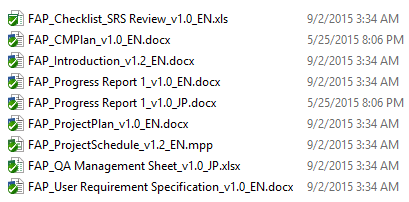 FAP_Checklist_SRS Review_v1.0_EN.xls 9/2/2015 3:34 AM
FAP_CMPlan_v1.0_EN.docx 5/25/2015 8:06 PM
FAP_Introduction_v1.2_EN.docx 9/2/2015 3:34 AM
FAP_Progress Report 1_v1.0_EN.docx 9/2/2015 3:34 AM
FAP_Progress Report 1_v1.0_JP.docx 5/25/2015 8:06 PM
FAP_ProjectPlan_v1.0_EN.docx 9/2/2015 3:34 AM
FAP_ProjectSchedule_v1.2_EN.mpp 9/2/2015 3:34 AM
FAP_QA Management Sheet_v1.0_JP.xlsx 9/2/2015 3:34 AM
FAP_User Requirement Specification_v1.0_EN.docx 9/2/2015 3:34 AM